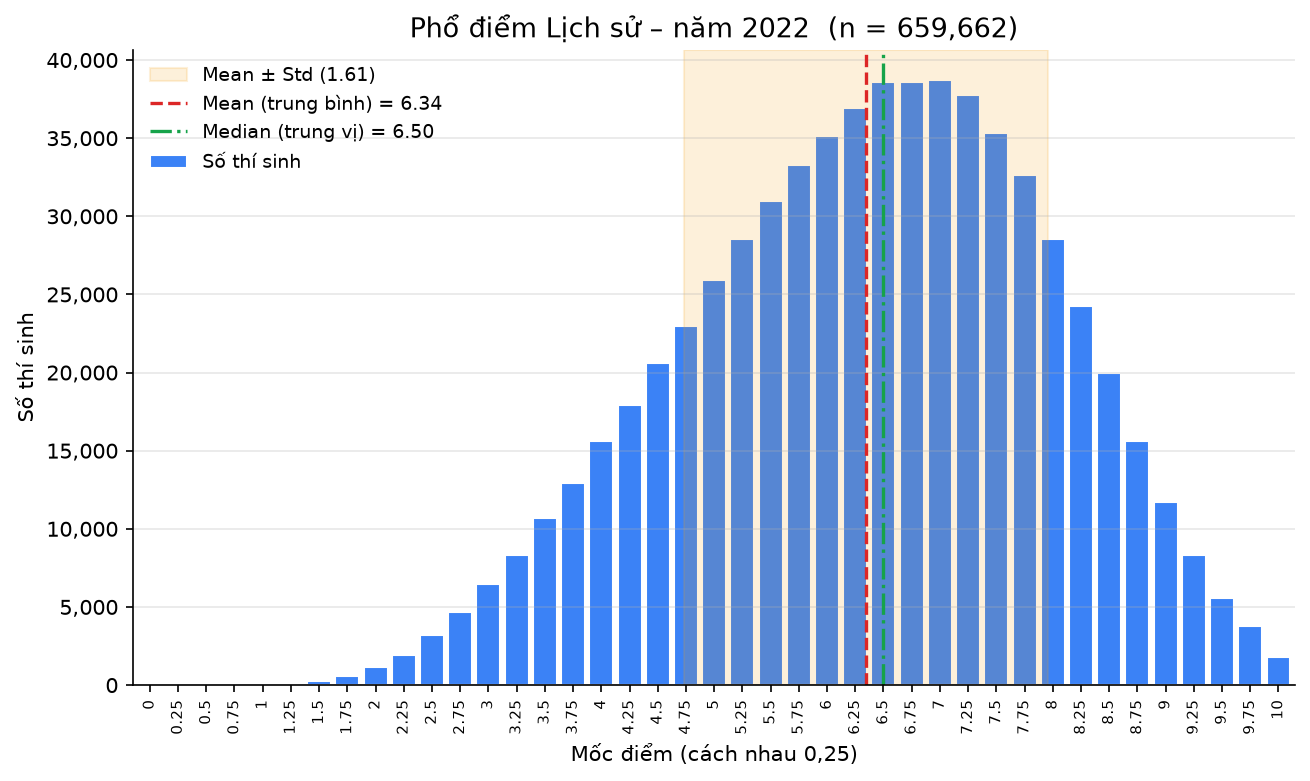 Phổ điểm Lịch sử – năm 2022 (n = 659,662)
Mean ± Std (1.61)
Mean (trung bình) = 6.34
Median (trung vị) = 6.50
Số thí sinh
Số thí sinh
40,000
35,000
30,000
25,000
20,000
15,000
10,000
5,000
0
0 0.25 0.5 0.75 1 1.25 1.5 1.75 2 2.25 2.5 2.75 3 3.25 3.5 3.75 4 4.25 4.5 4.75 5 5.25 5.5 5.75 6 6.25 6.5 6.75 7 7.25 7.5 7.75 8 8.25 8.5 8.75 9 9.25 9.5 9.75 10
Mốc điểm (cách nhau 0,25)